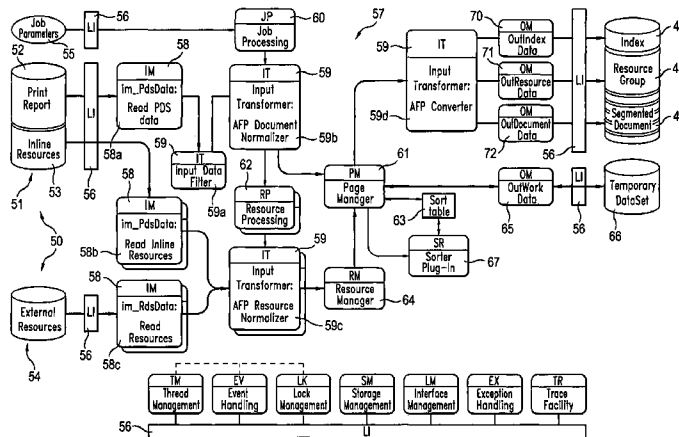 56
57
Job
Parameters
55
LI
JP
Job
Processing
60
52
Print
Report
Inline
Resources
53
51
LI
56
58
IM
im_PdsData:
Read PDS
data
58a
59
IT
Input
Transformer:
AFP Document
Normalizer
59b
59
IT
Input Data
Filter
59a
62
RP
Resource
Processing
50
58
IM
im_PdsData:
Read Inline
Resources
58b
59
IT
Input
Transformer:
AFP Resource
Normalizer
59c
External
Resources
54
LI
56
58
IM
im_RdsData:
Read
Resources
58c
59
IT
Input
Transformer:
AFP Converter
59d
70
OM
OutIndex
Data
71
OM
OutResource
Data
OM
OutDocument
Data
72
LI
56
Index
4
Resource
Group
4
Segmented
Document
4
61
PM
Page
Manager
OM
OutWork
Data
65
LI
56
Temporary
DataSet
66
Sort
table
63
SR
Sorter
Plug-In
67
RM
Resource
Manager
64
TM
Thread
Management
EV
Event
Handling
LK
Lock
Management
SM
Storage
Management
LM
Interface
Management
EX
Exception
Handling
TR
Trace
Facility
56
LI